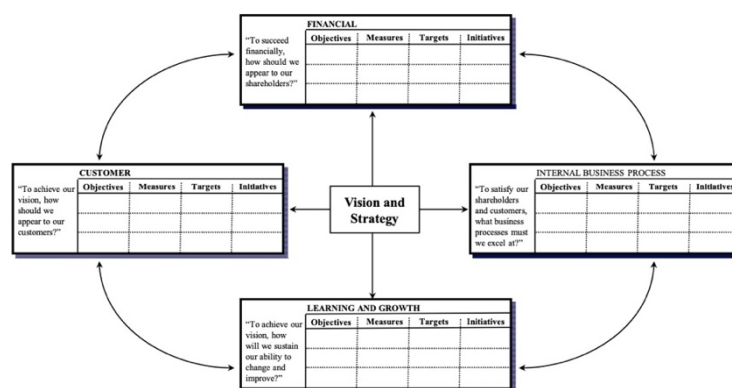 FINANCIAL
“To succeed
financially,
how should we
appear to our
shareholders?”
Objectives Measures Targets Initiatives
CUSTOMER
“To achieve our
vision, how
should we
appear to our
customers?”
Objectives Measures Targets Initiatives
Vision and
Strategy
INTERNAL BUSINESS PROCESS
“To satisfy our
shareholders
and customers,
what business
processes must
we excel at?”
Objectives Measures Targets Initiatives
LEARNING AND GROWTH
“To achieve our
vision, how
will we sustain
our ability to
change and
improve?”
Objectives Measures Targets Initiatives